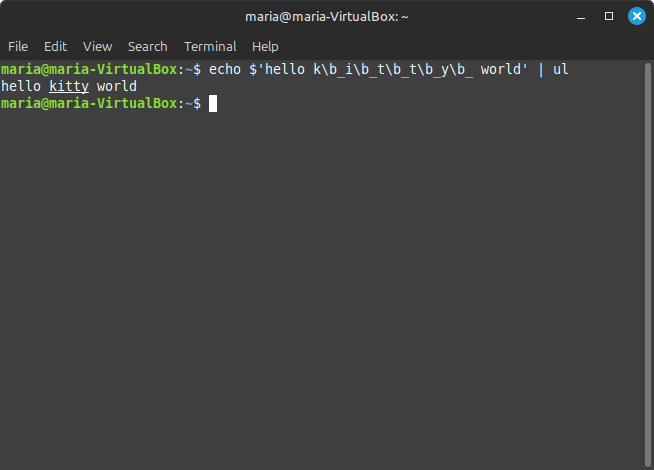 maria@maria-VirtualBox: ~
File Edit View Search Terminal Help
maria@maria-VirtualBox:~$ echo $'hello k\b_i\b_t\b_t\b_y\b_ world' | ul
hello kitty world
maria@maria-VirtualBox:~$